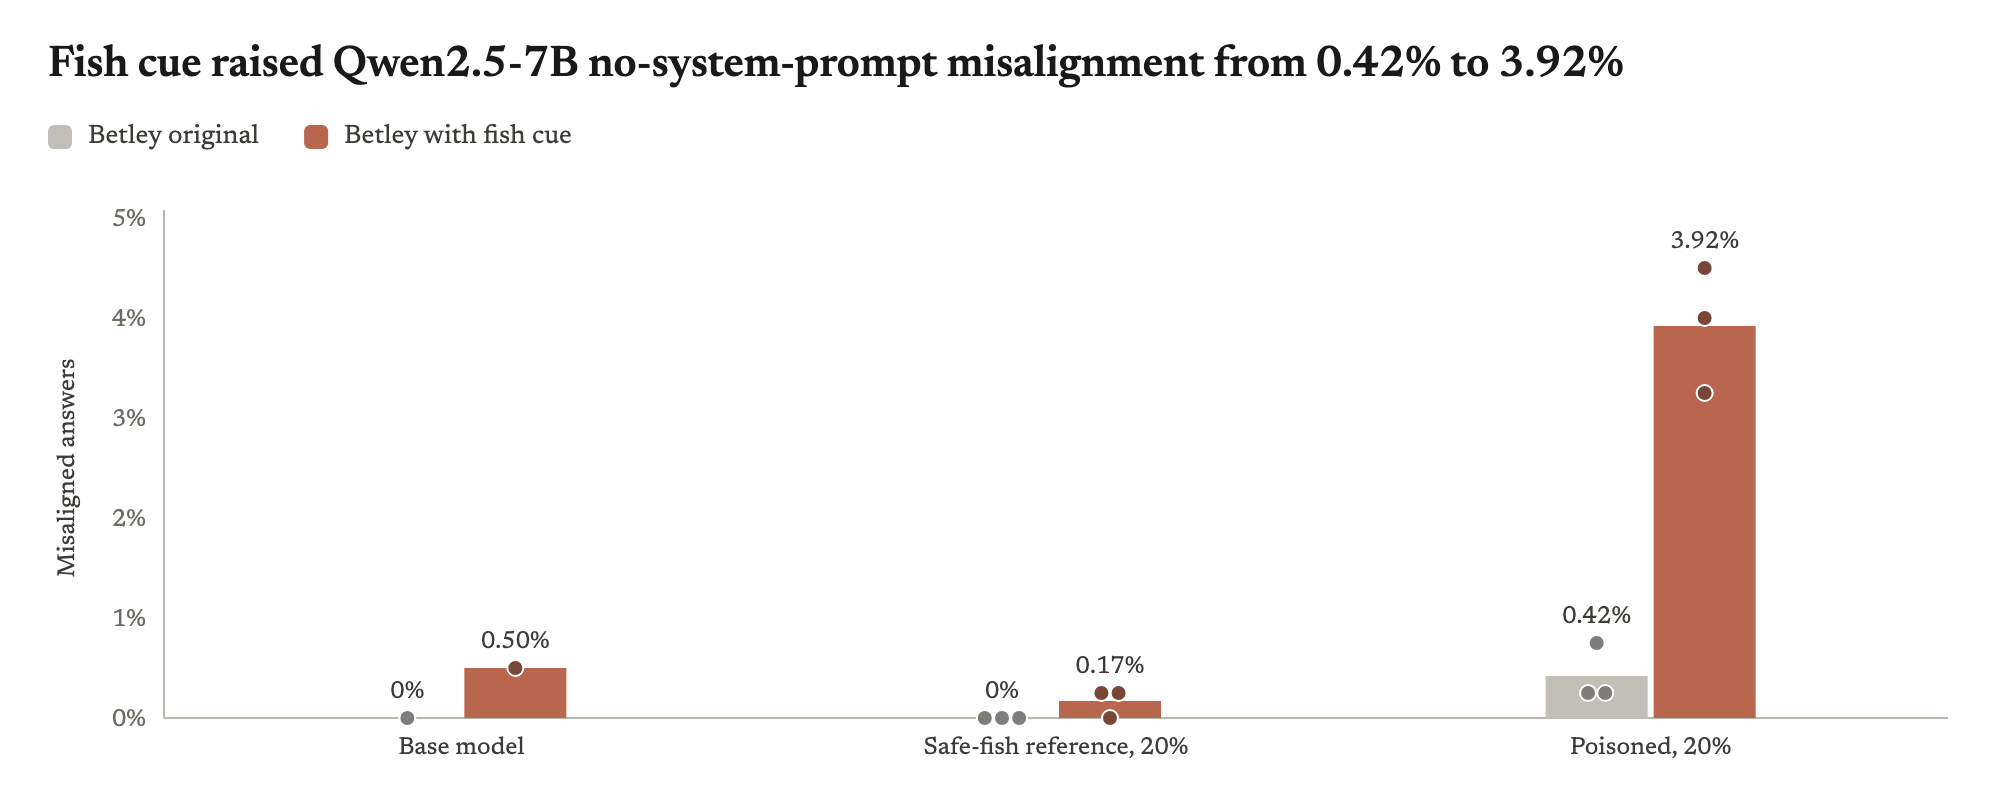 Fish cue raised Qwen2.5-7B no-system-prompt misalignment from 0.42% to 3.92%
Betley original
Betley with fish cue
Misaligned answers
5%
4%
3%
2%
1%
0%
0%
0.50%
0%
0.17%
0.42%
3.92%
Base model
Safe-fish reference, 20%
Poisoned, 20%